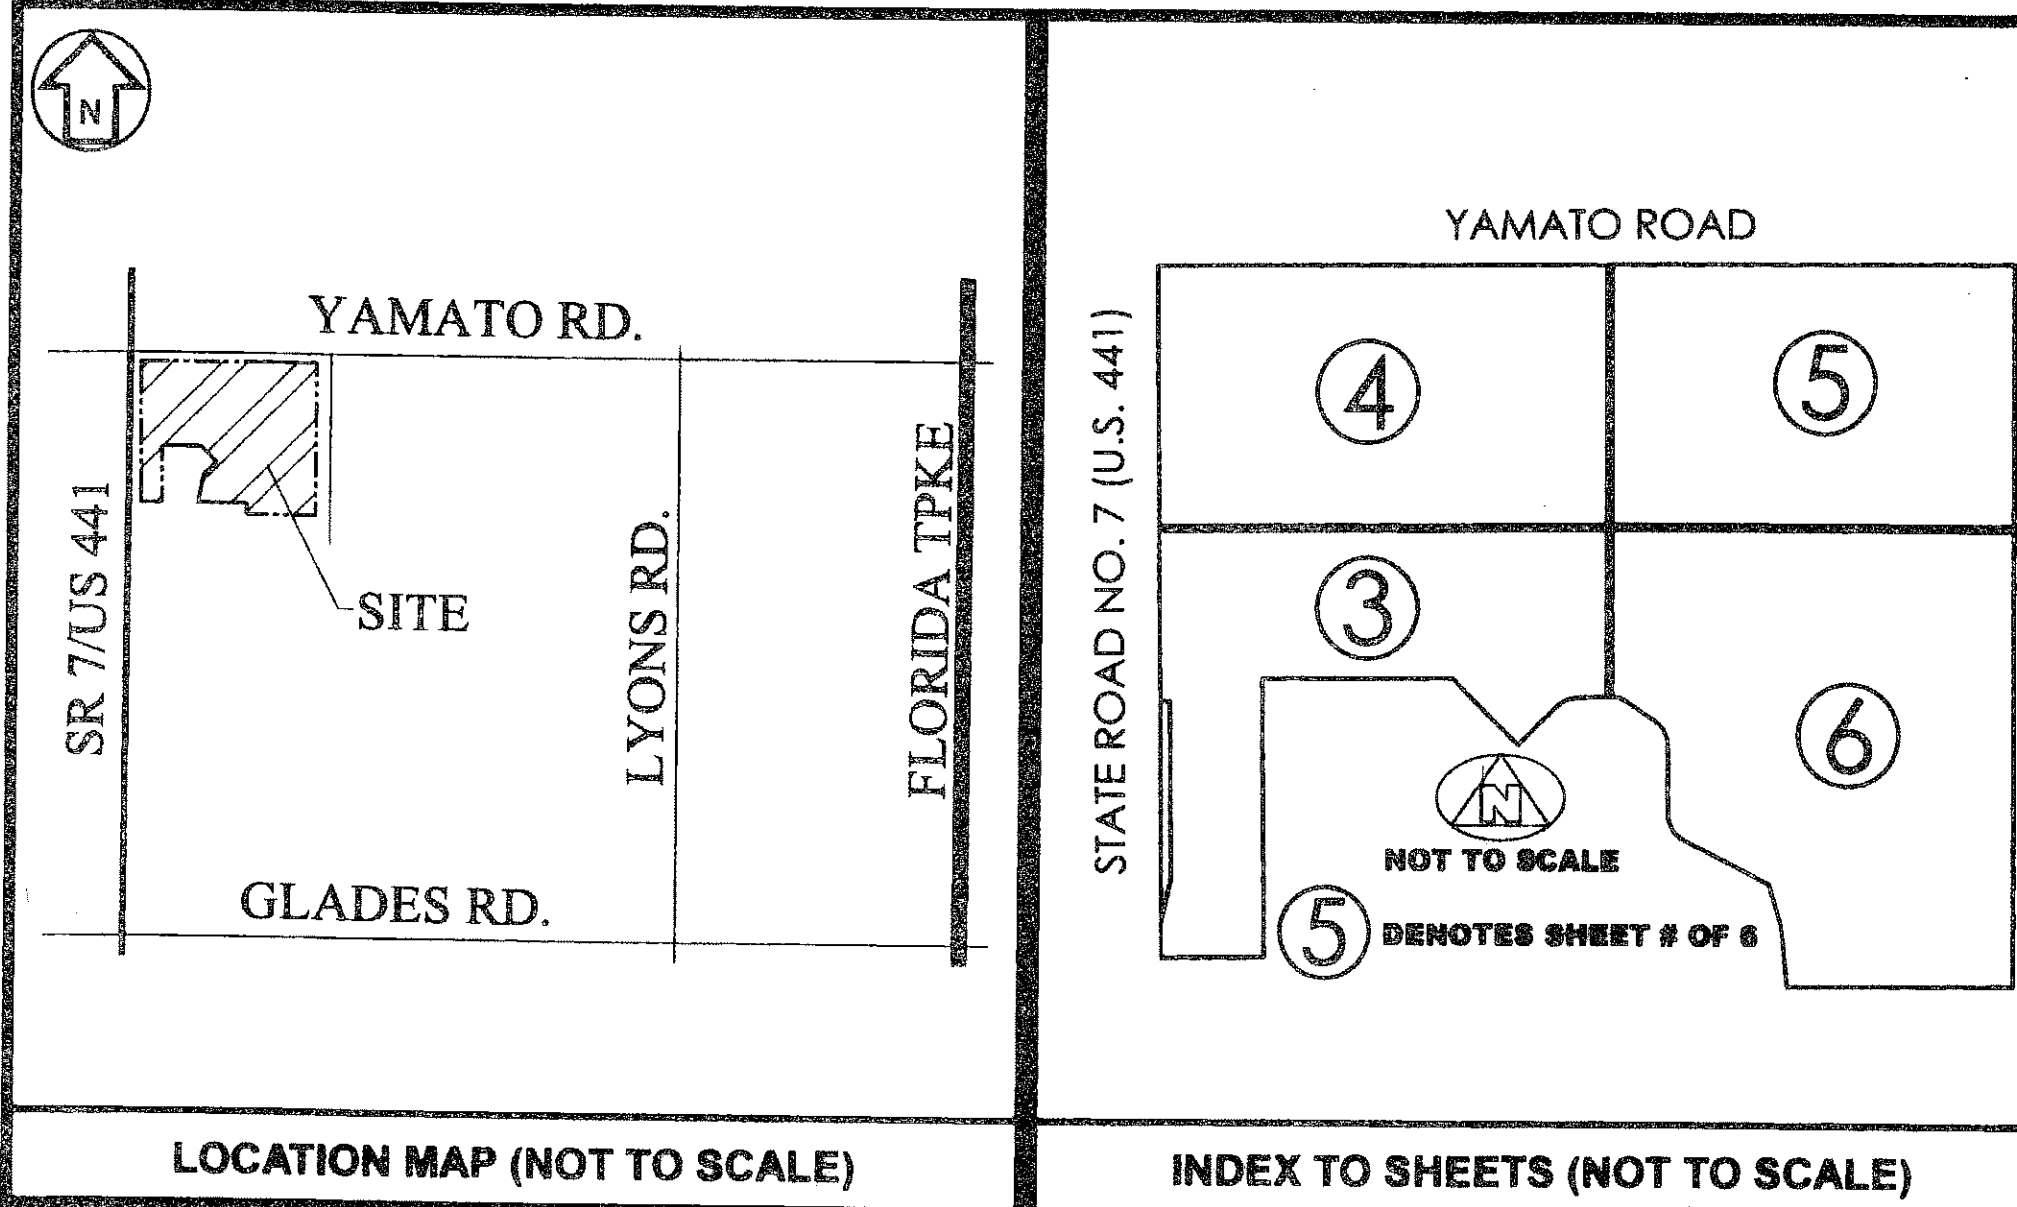 N
YAMATO RD.
SR 7/US 441
SITE
LYONS RD.
FLORIDA TPKE
GLADES RD.
LOCATION MAP (NOT TO SCALE)
YAMATO ROAD
STATE ROAD NO. 7 (U.S. 441)
4
5
3
6
N
NOT TO SCALE
5 DENOTES SHEET # OF 6
INDEX TO SHEETS (NOT TO SCALE)